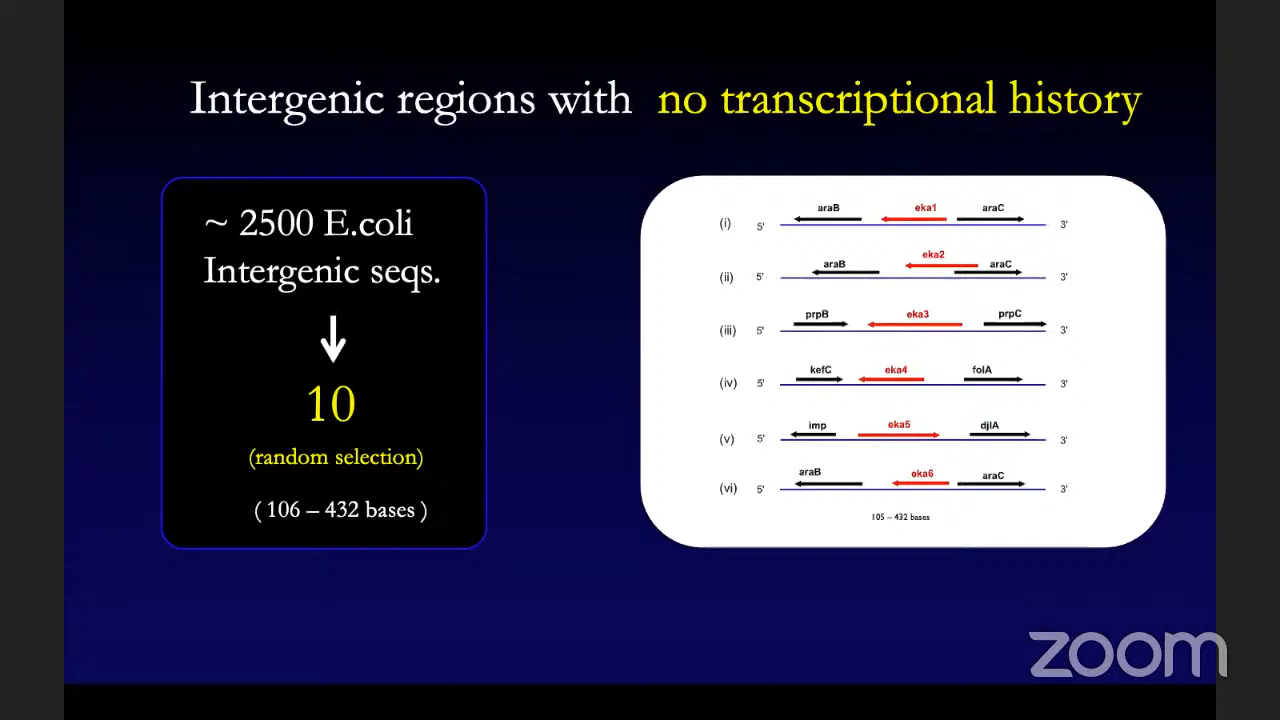 Intergenic regions with no transcriptional history
~ 2500 E.coli
Intergenic seqs.
10
(random selection)
( 106 – 432 bases )
araB eka1 araC
(i) 5' 3'
eka2
araB araC
(ii) 5' 3'
prpB eka3 prpC
(iii) 5' 3'
kefC eka4 folA
(iv) 5' 3'
imp eka5 djlA
(v) 5' 3'
araB eka6 araC
(vi) 5' 3'
105 – 432 bases
zoom